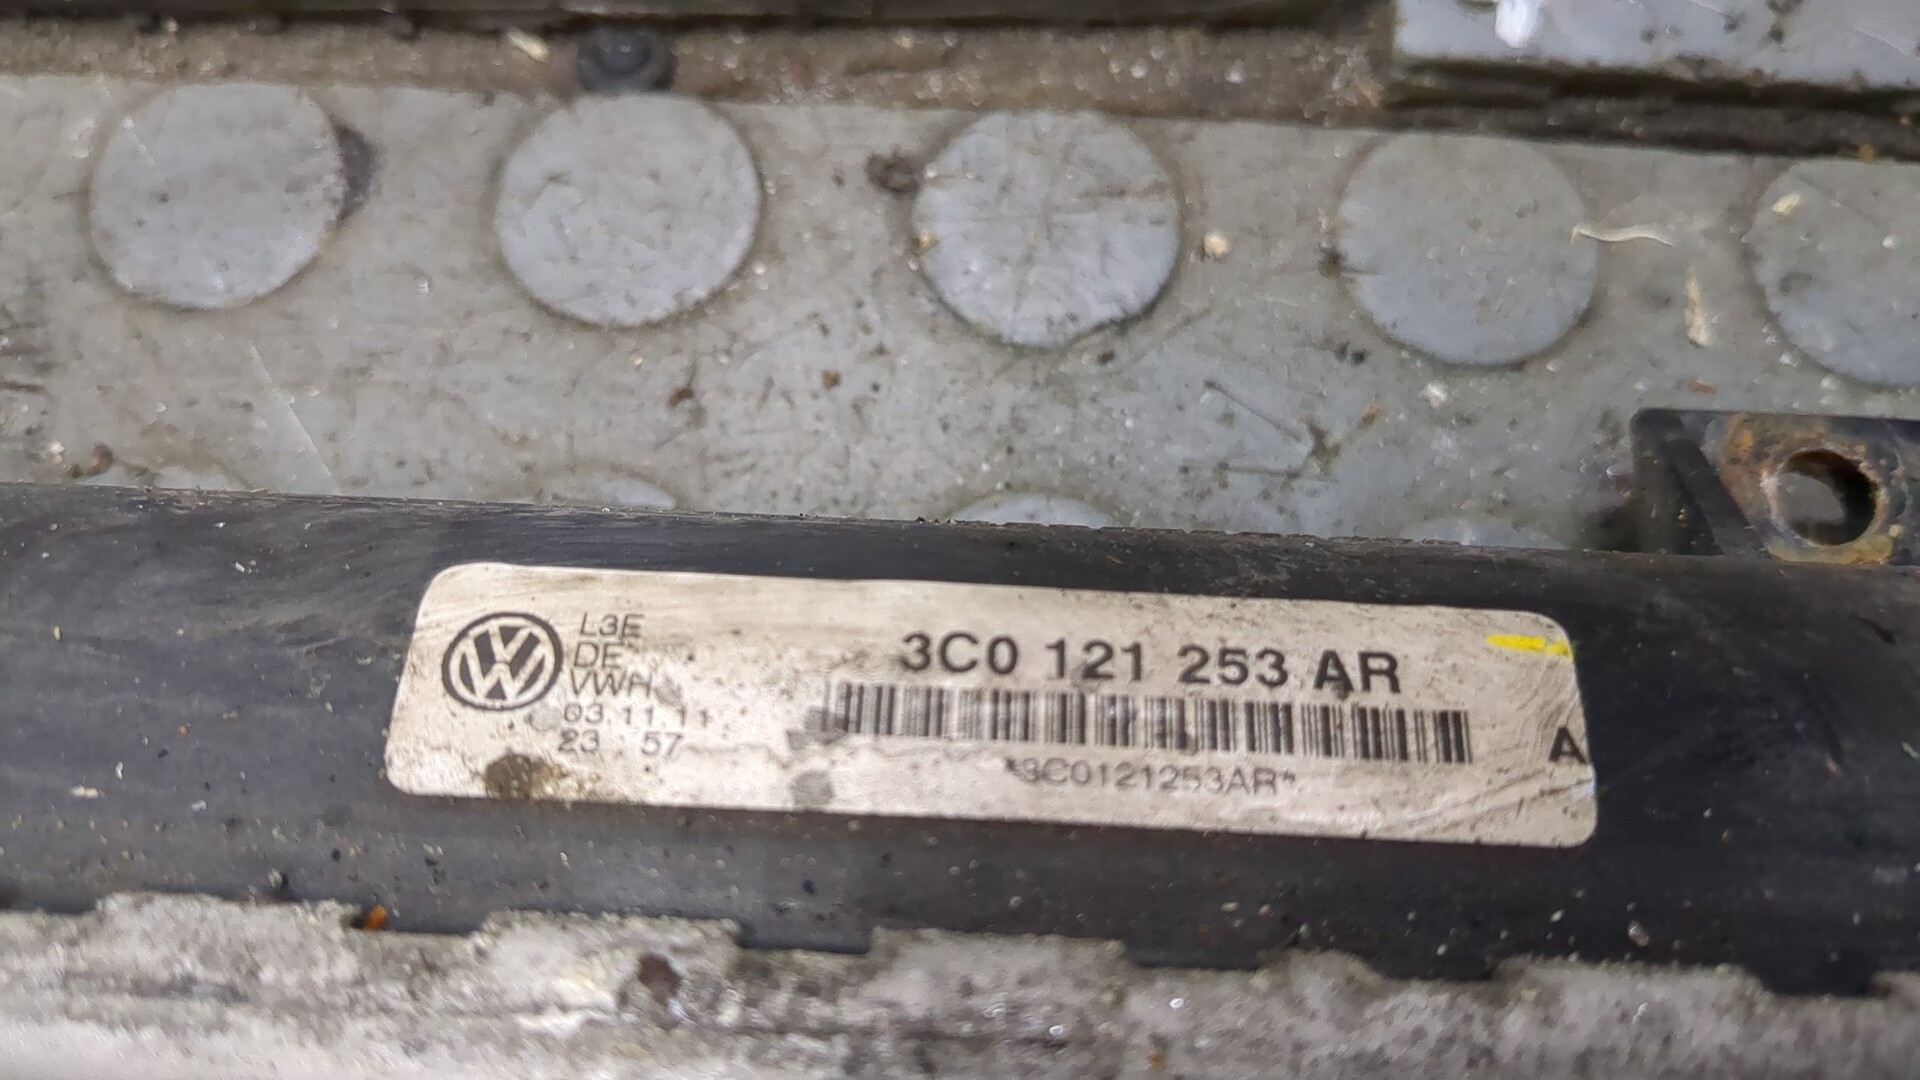 L3E
DE
VWH
03.11.11
23 : 57
3C0 121 253 AR
*3C0121253AR*
A